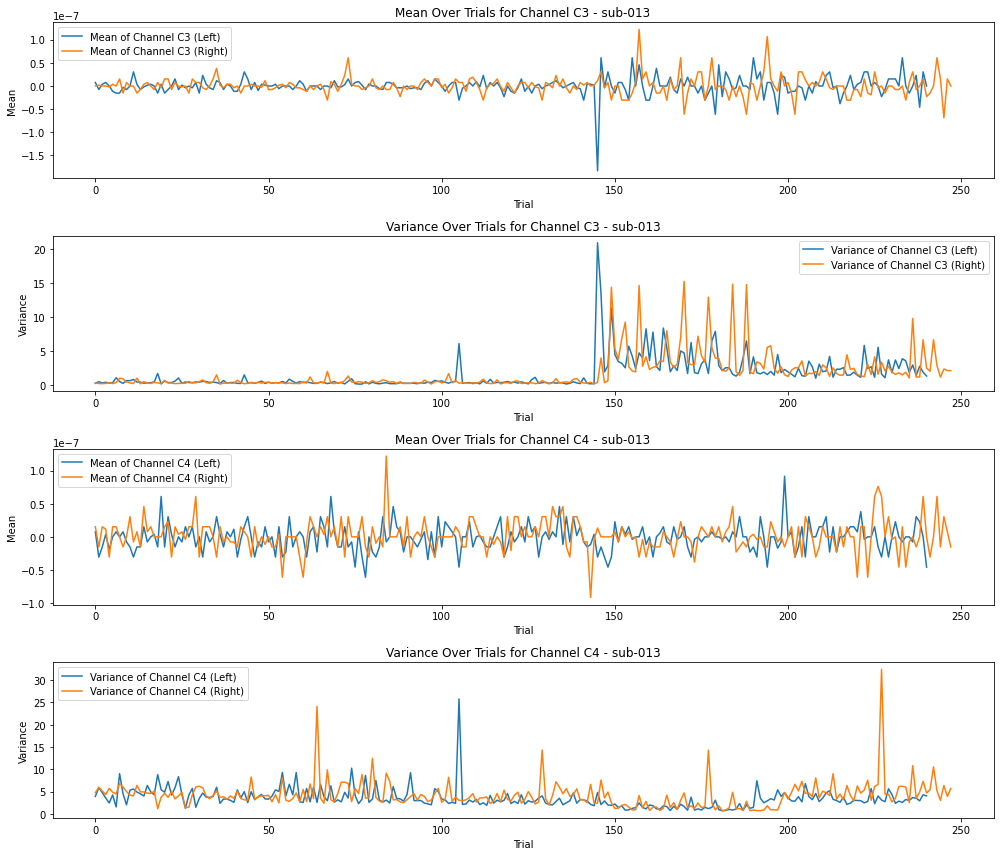 Mean Over Trials for Channel C3 - sub-013
1e−7
Mean of Channel C3 (Left)
Mean of Channel C3 (Right)
1.0
0.5
0.0
−0.5
−1.0
−1.5
Mean
0 50 100 150 200 250
Trial
Variance Over Trials for Channel C3 - sub-013
Variance of Channel C3 (Left)
Variance of Channel C3 (Right)
20
15
10
5
0
Variance
0 50 100 150 200 250
Trial
Mean Over Trials for Channel C4 - sub-013
1e−7
Mean of Channel C4 (Left)
Mean of Channel C4 (Right)
1.0
0.5
0.0
−0.5
−1.0
Mean
0 50 100 150 200 250
Trial
Variance Over Trials for Channel C4 - sub-013
Variance of Channel C4 (Left)
Variance of Channel C4 (Right)
30
25
20
15
10
5
0
Variance
0 50 100 150 200 250
Trial